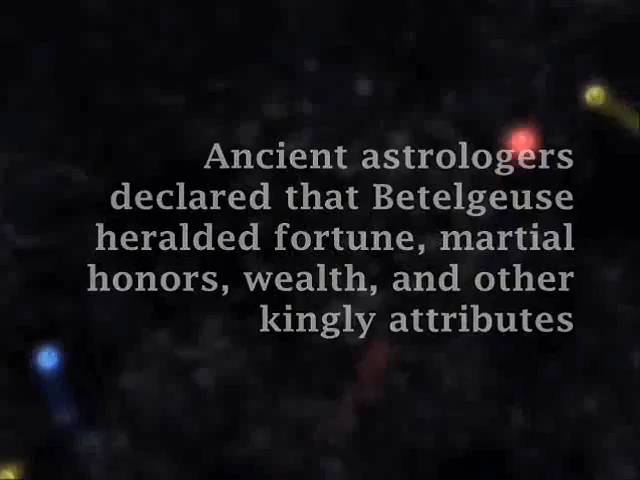 Ancient astrologers
declared that Betelgeuse
heralded fortune, martial
honors, wealth, and other
kingly attributes